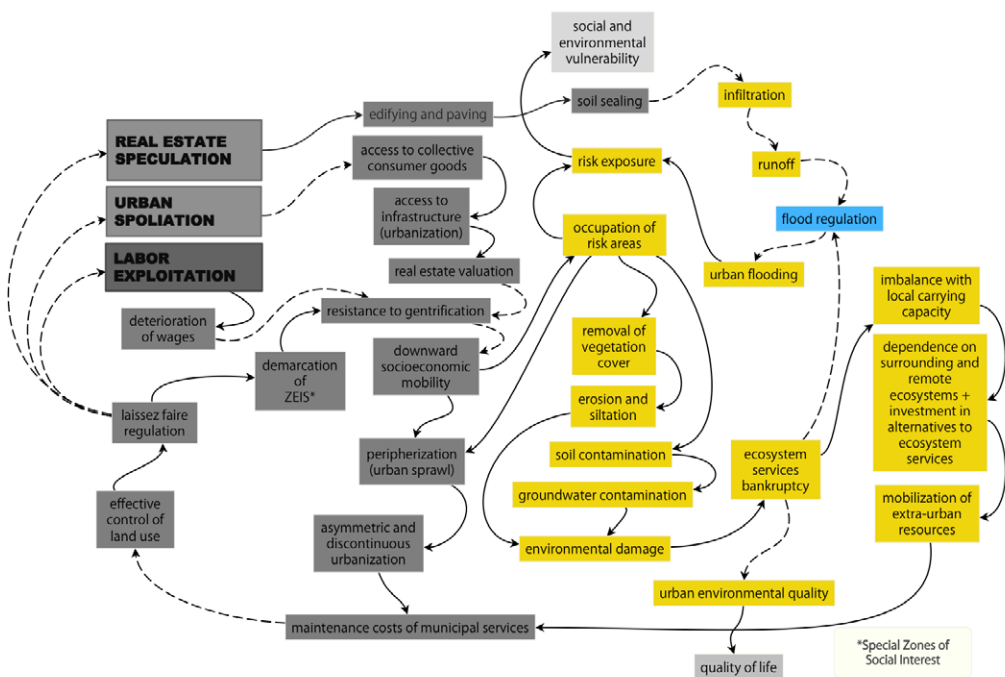 social and
environmental
vulnerability
soil sealing
infiltration
edifying and paving
REAL ESTATE
SPECULATION
access to collective
consumer goods
risk exposure
runoff
URBAN
SPOLIATION
access to
infrastructure
(urbanization)
occupation of
risk areas
flood regulation
LABOR
EXPLOITATION
real estate valuation
urban flooding
imbalance with
local carrying
capacity
deterioration
of wages
resistance to gentrification
removal of
vegetation
cover
downward
socioeconomic
mobility
demarcation
of
ZEIS*
dependence on
surrounding and
remote
ecosystems +
investment in
alternatives to
ecosystem
services
laissez faire
regulation
erosion and
siltation
peripherization
(urban sprawl)
soil contamination
ecosystem
services
bankruptcy
effective
control of
land use
groundwater contamination
mobilization of
extra-urban
resources
asymmetric and
discontinuous
urbanization
environmental damage
urban environmental quality
maintenance costs of municipal services
quality of life
*Special Zones of
Social Interest